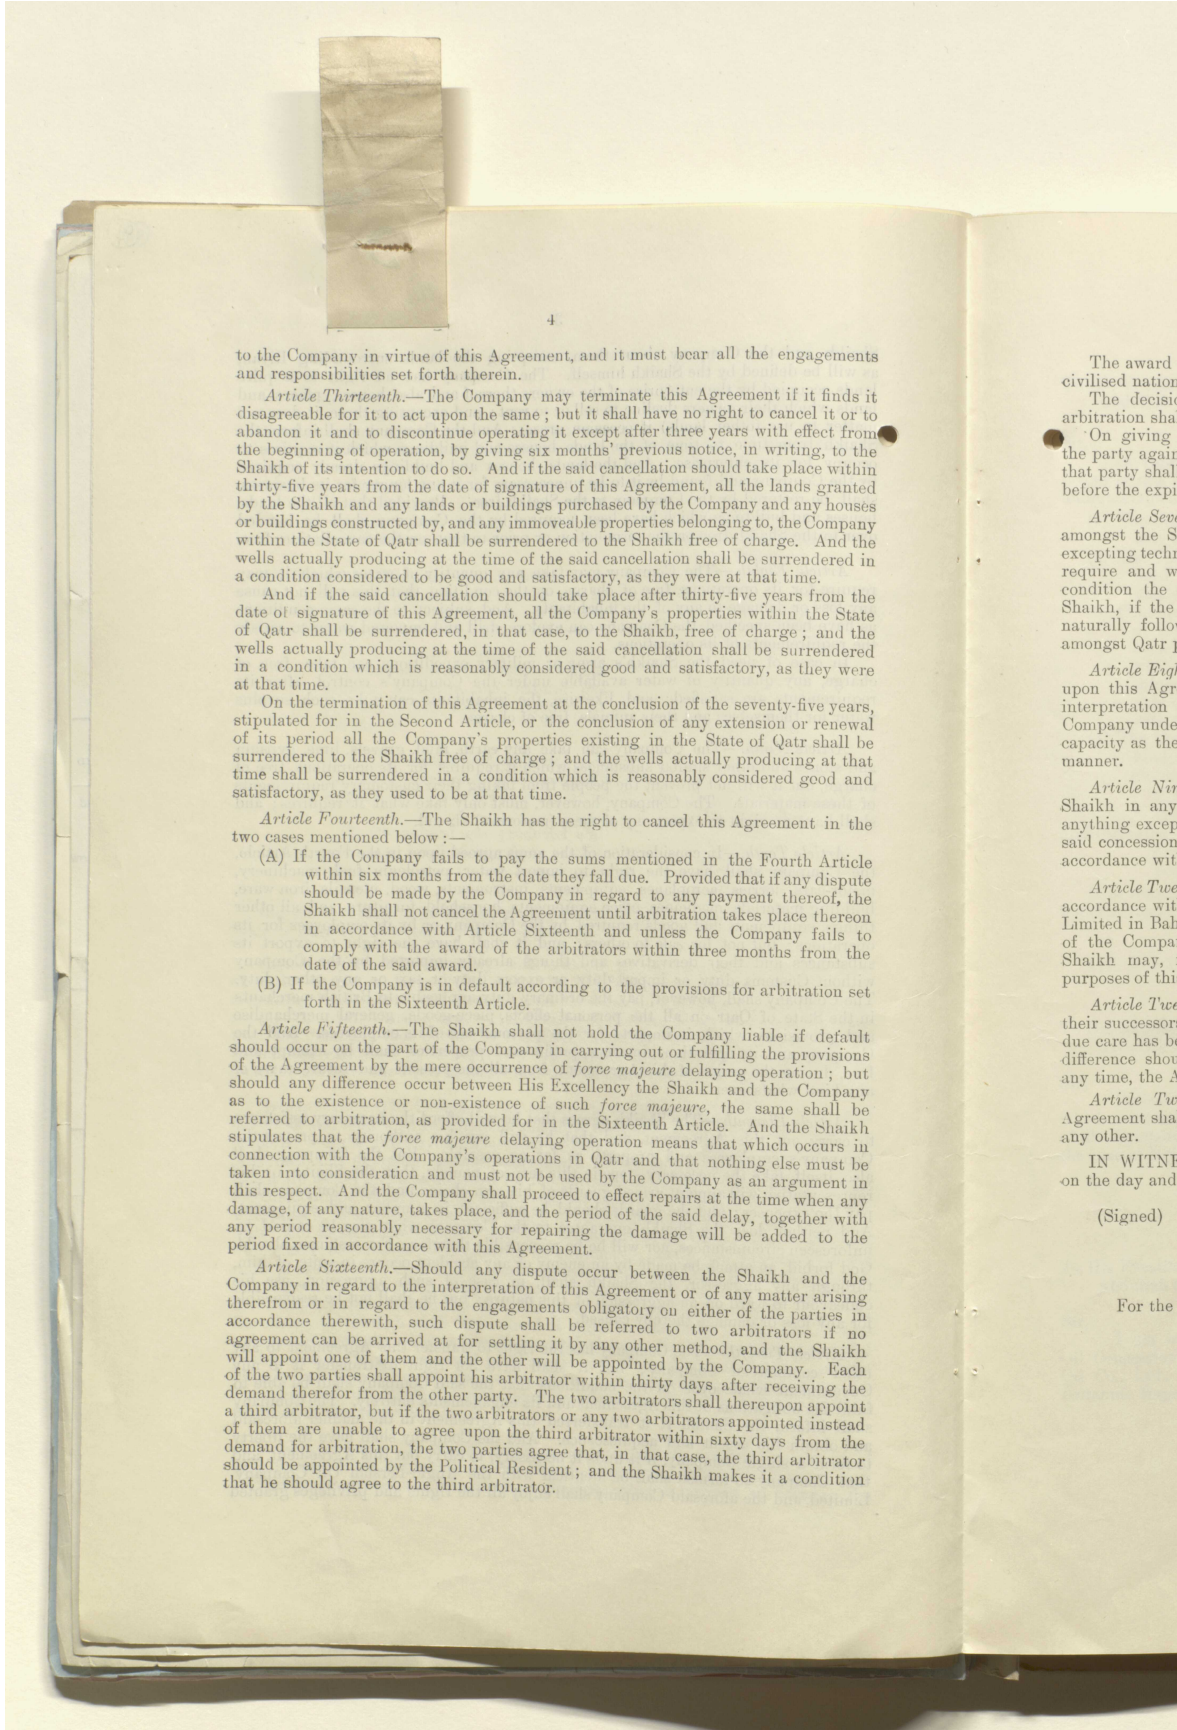 4
to the Company in virtue of this Agreement, and it must bear all the engagements
and responsibilities set forth therein.
Article Thirteenth.—The Company may terminate this Agreement if it finds it
disagreeable for it to act upon the same ; but it shall have no right to cancel it or to
abandon it and to discontinue operating it except after three years with effect from
the beginning of operation, by giving six months' previous notice, in writing, to the
Shaikh of its intention to do so. And if the said cancellation should take place within
thirty-five years from the date of signature of this Agreement, all the lands granted
by the Shaikh and any lands or buildings purchased by the Company and any houses
or buildings constructed by, and any immoveable properties belonging to, the Company
within the State of Qatr shall be surrendered to the Shaikh free of charge. And the
wells actually producing at the time of the said cancellation shall be surrendered in
a condition considered to be good and satisfactory, as they were at that time.
And if the said cancellation should take place after thirty-five years from the
date of signature of this Agreement, all the Company's properties within the State
of Qatr shall be surrendered, in that case, to the Shaikh, free of charge ; and the
wells actually producing at the time of the said cancellation shall be surrendered
in a condition which is reasonably considered good and satisfactory, as they were
at that time.
On the termination of this Agreement at the conclusion of the seventy-five years,
stipulated for in the Second Article, or the conclusion of any extension or renewal
of its period all the Company's properties existing in the State of Qatr shall be
surrendered to the Shaikh free of charge ; and the wells actually producing at that
time shall be surrendered in a condition which is reasonably considered good and
satisfactory, as they used to be at that time.
Article Fourteenth.—The Shaikh has the right to cancel this Agreement in the
two cases mentioned below :—
(A) If the Company fails to pay the sums mentioned in the Fourth Article
within six months from the date they fall due. Provided that if any dispute
should be made by the Company in regard to any payment thereof, the
Shaikh shall not cancel the Agreement until arbitration takes place thereon
in accordance with Article Sixteenth and unless the Company fails to
comply with the award of the arbitrators within three months from the
date of the said award.
(B) If the Company is in default according to the provisions for arbitration set
forth in the Sixteenth Article.
Article Fifteenth.—The Shaikh shall not hold the Company liable if default
should occur on the part of the Company in carrying out or fulfilling the provisions
of the Agreement by the mere occurrence of force majeure delaying operation ; but
should any difference occur between His Excellency the Shaikh and the Company
as to the existence or non-existence of such force majeure, the same shall be
referred to arbitration, as provided for in the Sixteenth Article. And the Shaikh
stipulates that the force majeure delaying operation means that which occurs in
connection with the Company's operations in Qatr and that nothing else must be
taken into consideration and must not be used by the Company as an argument in
this respect. And the Company shall proceed to effect repairs at the time when any
damage, of any nature, takes place, and the period of the said delay, together with
any period reasonably necessary for repairing the damage will be added to the
period fixed in accordance with this Agreement.
Article Sixteenth.—Should any dispute occur between the Shaikh and the
Company in regard to the interpretation of this Agreement or of any matter arising
therefrom or in regard to the engagements obligatory on either of the parties in
accordance therewith, such dispute shall be referred to two arbitrators if no
agreement can be arrived at for settling it by any other method, and the Shaikh
will appoint one of them and the other will be appointed by the Company. Each
of the two parties shall appoint his arbitrator within thirty days after receiving the
demand therefor from the other party. The two arbitrators shall thereupon appoint
a third arbitrator, but if the two arbitrators or any two arbitrators appointed instead
of them are unable to agree upon the third arbitrator within sixty days from the
demand for arbitration, the two parties agree that, in that case, the third arbitrator
should be appointed by the Political Resident ; and the Shaikh makes it a condition
that he should agree to the third arbitrator.
The award
civilised nation
The decisi
arbitration sha
On giving
the party again
that party shal
before the expi
Article Seve
amongst the S
excepting techn
require and w
condition the
Shaikh, if the
naturally follo
amongst Qatr
Article Eigh
upon this Agr
interpretation
Company unde
capacity as the
manner.
Article Nin
Shaikh in any
anything excep
said concession
accordance wit
Article Twe
accordance wit
Limited in Bah
of the Compa
Shaikh may,
purposes of thi
Article Twe
their successors
due care has be
difference shou
any time, the A
Article Tw
Agreement sha
any other.
IN WITNE
on the day and
(Signed)
For the